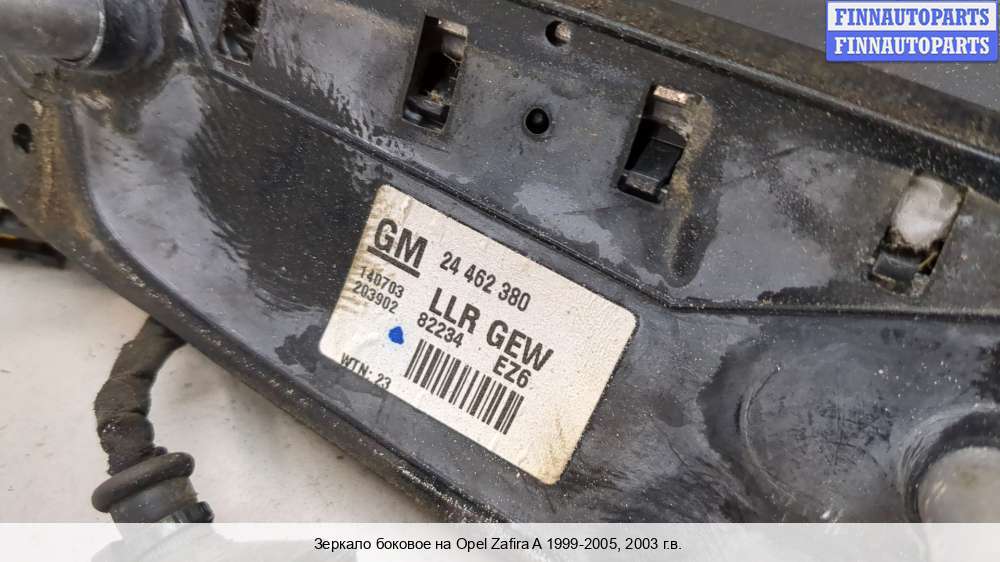 FINNAUTOPARTS
FINNAUTOPARTS
GM 24 462 380
140703
203902
LLR GEW
82234 EZ6
WTN: 23
Зеркало боковое на Opel Zafira A 1999-2005, 2003 г.в.